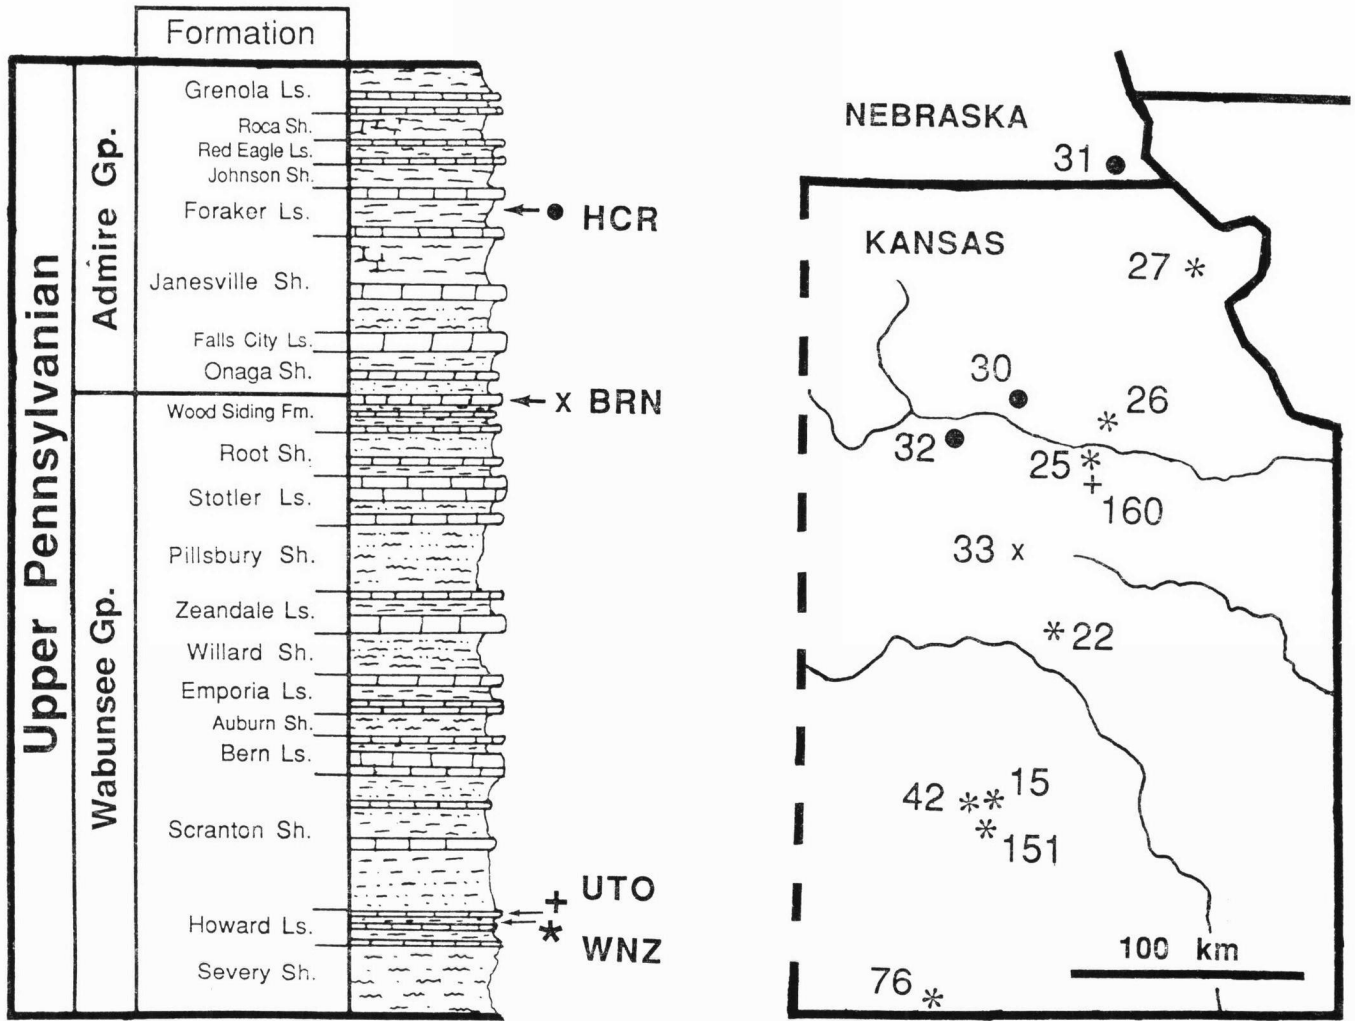 Formation
Upper Pennsylvanian
Admire Gp.
Wabunsee Gp.
Grenola Ls.
Roca Sh.
Red Eagle Ls.
Johnson Sh.
Foraker Ls.
Janesville Sh.
Falls City Ls.
Onaga Sh.
Wood Siding Fm.
Root Sh.
Stotler Ls.
Pillsbury Sh.
Zeandale Ls.
Willard Sh.
Emporia Ls.
Auburn Sh.
Bern Ls.
Scranton Sh.
Howard Ls.
Severy Sh.
HCR
x BRN
+ UTO
* WNZ
NEBRASKA
31
KANSAS
27 *
30
26
*
32
25 *
+
160
33 x
* 22
42 * * 15
*
151
100 km
76 *